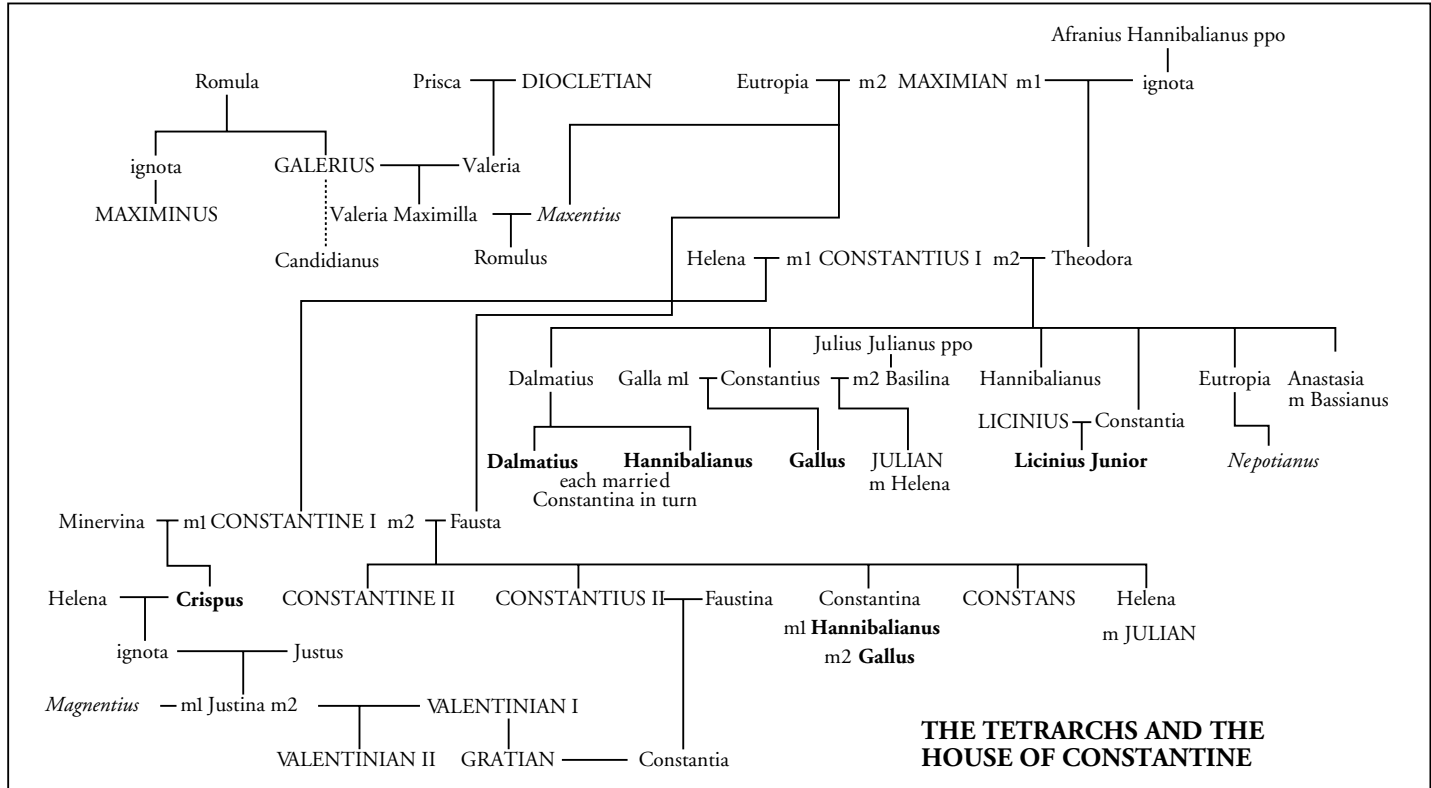 Afranius Hannibalianus ppo
Romula
Prisca DIOCLETIAN
Eutropia m2 MAXIMIAN m1 ignota
ignota GALERIUS Valeria
MAXIMINUS Valeria Maximilla Maxentius
Candidianus Romulus Helena m1 CONSTANTIUS I m2 Theodora
Julius Julianus ppo
Dalmatius Galla m1 Constantius m2 Basilina Hannibalianus Eutropia Anastasia
m Bassianus
LICINIUS Constantia
Dalmatius Hannibalianus Gallus JULIAN Licinius Junior Nepotianus
each married m Helena
Constantina in turn
Minervina m1 CONSTANTINE I m2 Fausta
Helena Crispus CONSTANTINE II CONSTANTIUS II Faustina Constantina CONSTANS Helena
m1 Hannibalianus m JULIAN
m2 Gallus
ignota Justus
Magnentius m1 Justina m2 VALENTINIAN I
VALENTINIAN II GRATIAN Constantia
THE TETRARCHS AND THE
HOUSE OF CONSTANTINE